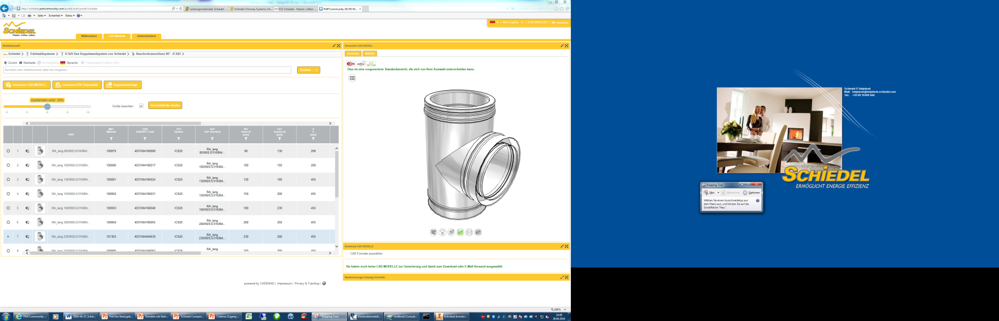 http://schiedel.partcommunity.com/portal/auth/portal/schiedel
Leistungsmerkmale: Schiedel -...
Schiedel Chimney Systems: Un...
ICS: Schiedel - Heizen. Lüften. ...
PARTcommunity 2D/3D M...
Seite
Sicherheit
Extras
SCHIEDEL
Heizen. Lüften. Leben.
Mein Zugang
Abmelden
Willkommen
CAD Modelle
Administration
Modellauswahl
Schiedel > Edelstahlsysteme > ICS25 Das Doppelwandsystem von Schiedel > Rauchrohranschluss 90° - ICS25 >
Zurück Startseite Suchergebnis Sprache Teilevergleich öffnen (0/5)
Suchtext oder Artikelnummer bitte hier eingeben.
Suchen
Generiere CAD MODELL
Generiere PDF-Datenblatt
Angebotsanfrage
Ausblenden unter: 90%
Größe beachten
Geometrische Suche
LINA
MAT Material
EAN EAN/UPC-Code
SYS System
SAP SAP Shorttext
INT Innen Ø [mm]
EXT Aussen Ø [mm]
A A [mm]
1 RA_lang 80/90/0,5/316/BA/... 100879 4037494166000 ICS25 RA_lang 80/90/0,5/316/BA/... 80 130 288
2 RA_lang 100/90/0,5/316/BA... 100880 4037494166017 ICS25 RA_lang 100/90/0,5/316/BA... 100 150 288
3 RA_lang 130/90/0,5/316/BA... 100881 4037494166024 ICS25 RA_lang 130/90/0,5/316/BA... 130 180 455
4 RA_lang 150/90/0,5/316/BA... 100882 4037494166031 ICS25 RA_lang 150/90/0,5/316/BA... 150 200 455
5 RA_lang 180/90/0,5/316/BA... 100883 4037494166048 ICS25 RA_lang 180/90/0,5/316/BA... 180 230 455
6 RA_lang 200/90/0,5/316/BA... 100884 4037494166055 ICS25 RA_lang 200/90/0,5/316/BA... 200 250 455
7 RA_lang 230/90/0,5/316/BA... 101303 4037494494639 ICS25 RA_lang 230/90/0,5/316/BA... 230 280 455
8 RA_lang 250/90/0,5/316/BA... 100885 4037494166062 ICS25 RA_lang 250 300 455
powered by CADENAS | Impressum | Privacy & Tracking |
Voransicht CAD MODELL
Vorschau
Material
Dies ist eine vorgenerierte Standardansicht, die sich von Ihrer Auswahl unterscheiden kann.
Download CAD MODELLE
CAD Formate auswählen
Sie haben noch keine CAD MODELLE zur Generierung und damit zum Download oder E-Mail Versand ausgewählt.
Niederlassungen Katalog Hersteller
100%
PARTcommunity ...
2016-04-27_Schie...
Feel the Steel.pptx...
Veredeln mit Stah...
Schiedel Compan...
Cadenas Zugang ...
Snipping Tool
Konstruktionsdok...
mailbox$ (\\nusat...
Autodesk Invento...
14:49
28.04.2016
Schiedel IT Helpdesk
Mail: helpdesk@helpdesk.schiedel.com
Tel.: +49 89 35409 666
SCHIEDEL
ERMÖGLICHT ENERGIE EFFIZIENZ
Snipping Tool
Neu
Abbrechen
Optionen
Wählen Sie einen Ausschneidetyp aus
dem Menü aus, und klicken Sie auf die
Schaltfläche "Neu".